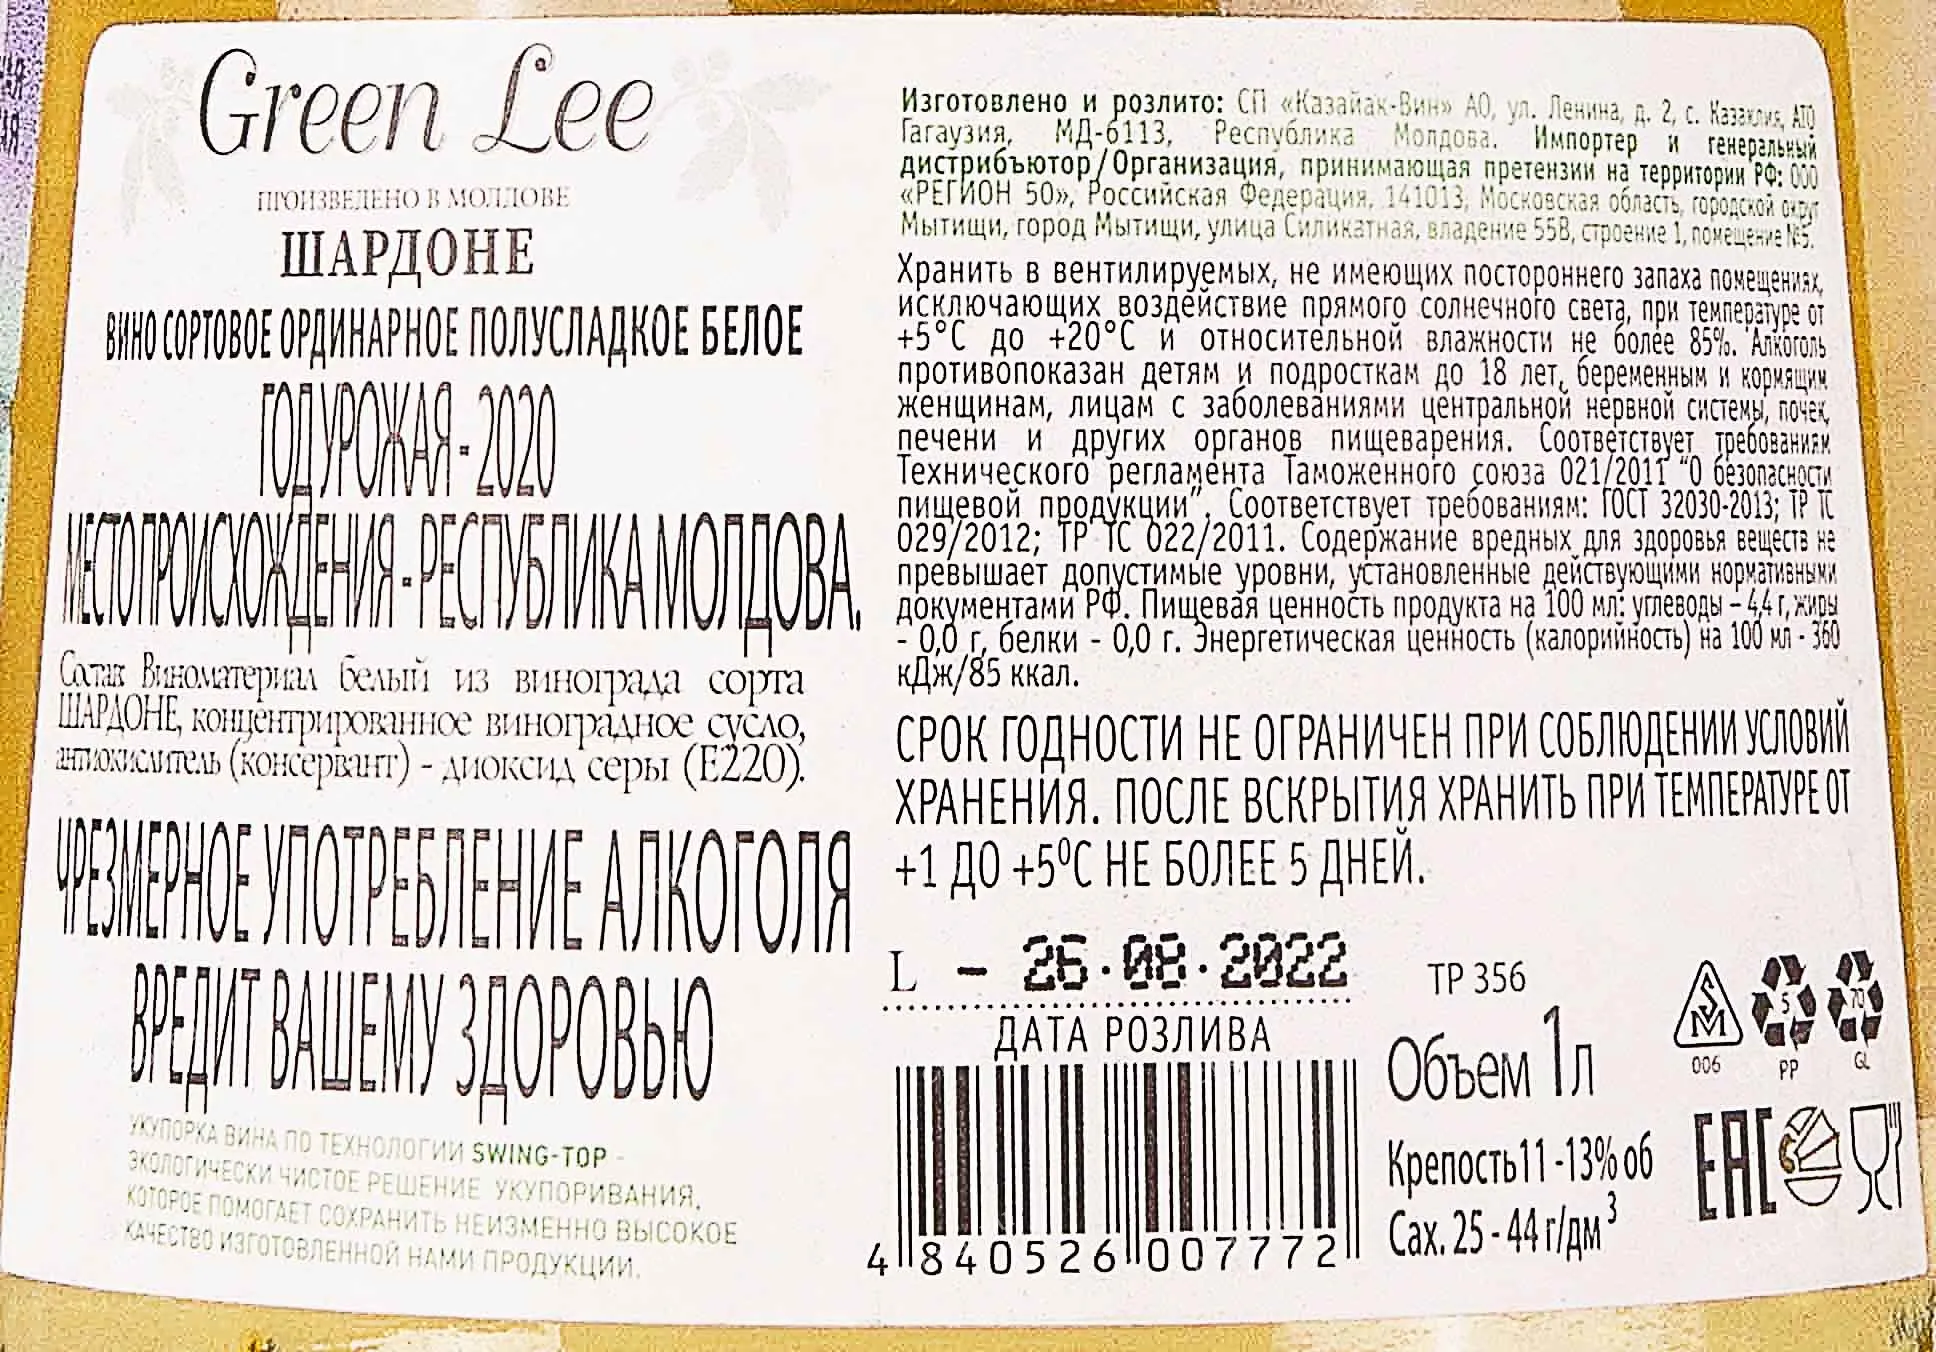 Green Lee
ПРОИЗВЕДЕНО В МОЛДОВЕ
ШАРДОНЕ
ВИНО СОРТОВОЕ ОРДИНАРНОЕ ПОЛУСЛАДКОЕ БЕЛОЕ
ГОД УРОЖАЯ - 2020
МЕСТО ПРОИСХОЖДЕНИЯ - РЕСПУБЛИКА МОЛДОВА.
Состав: Виноматериал белый из винограда сорта
ШАРДОНЕ, концентрированное виноградное сусло,
антиокислитель (консервант) - диоксид серы (Е220).
ЧРЕЗМЕРНОЕ УПОТРЕБЛЕНИЕ АЛКОГОЛЯ
ВРЕДИТ ВАШЕМУ ЗДОРОВЬЮ
УКУПОРКА ВИНА ПО ТЕХНОЛОГИИ SWING-TOP -
ЭКОЛОГИЧЕСКИ ЧИСТОЕ РЕШЕНИЕ УКУПОРИВАНИЯ,
КОТОРОЕ ПОМОГАЕТ СОХРАНИТЬ НЕИЗМЕННО ВЫСОКОЕ
КАЧЕСТВО ИЗГОТОВЛЕННОЙ НАМИ ПРОДУКЦИИ.
Изготовлено и розлито: СП «Казайак-Вин» АО, ул. Ленина, д. 2, с. Казаклия, АТО
Гагаузия, МД-6113, Республика Молдова. Импортер и генеральный
дистрибъютор/Организация, принимающая претензии на территории РФ: ООО
«РЕГИОН 50», Российская Федерация, 141013, Московская область, городской округ
Мытищи, город Мытищи, улица Силикатная, владение 55В, строение 1, помещение №5.
Хранить в вентилируемых, не имеющих постороннего запаха помещениях,
исключающих воздействие прямого солнечного света, при температуре от
+5°С до +20°С и относительной влажности не более 85%. Алкоголь
противопоказан детям и подросткам до 18 лет, беременным и кормящим
женщинам, лицам с заболеваниями центральной нервной системы, почек,
печени и других органов пищеварения. Соответствует требованиям
Технического регламента Таможенного союза 021/2011 "О безопасности
пищевой продукции". Соответствует требованиям: ГОСТ 32030-2013; ТР ТС
029/2012; ТР ТС 022/2011. Содержание вредных для здоровья веществ не
превышает допустимые уровни, установленные действующими нормативными
документами РФ. Пищевая ценность продукта на 100 мл: углеводы – 4,4 г, жиры
- 0,0 г, белки - 0,0 г. Энергетическая ценность (калорийность) на 100 мл - 360
кДж/85 ккал.
СРОК ГОДНОСТИ НЕ ОГРАНИЧЕН ПРИ СОБЛЮДЕНИИ УСЛОВИЙ
ХРАНЕНИЯ. ПОСЛЕ ВСКРЫТИЯ ХРАНИТЬ ПРИ ТЕМПЕРАТУРЕ ОТ
+1 ДО +5°С НЕ БОЛЕЕ 5 ДНЕЙ.
L - 26.08.2022
ДАТА РОЗЛИВА
ТР 356
Объем 1л
SM
006
5
PP
70
GL
Крепость 11 -13% об
Сах. 25 - 44 г/дм³
EAC
4 840526 007772